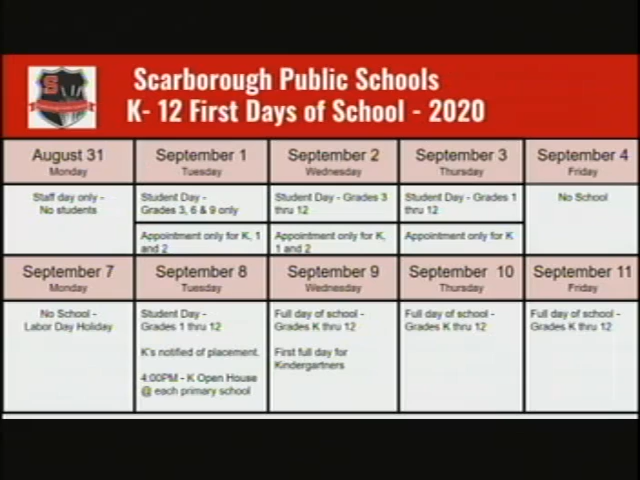 Scarborough Public Schools
K- 12 First Days of School - 2020
S
August 31
Monday
September 1
Tuesday
September 2
Wednesday
September 3
Thursday
September 4
Friday
Staff day only -
No students
Student Day -
Grades 3, 6 & 9 only
Student Day - Grades 3
thru 12
Student Day - Grades 1
thru 12
No School
Appointment only for K, 1
and 2
Appointment only for K,
1 and 2
Appointment only for K
September 7
Monday
September 8
Tuesday
September 9
Wednesday
September 10
Thursday
September 11
Friday
No School -
Labor Day Holiday
Student Day -
Grades 1 thru 12
K's notified of placement.
4:00PM - K Open House
@ each primary school
Full day of school -
Grades K thru 12
First full day for
Kindergartners
Full day of school -
Grades K thru 12
Full day of school -
Grades K thru 12